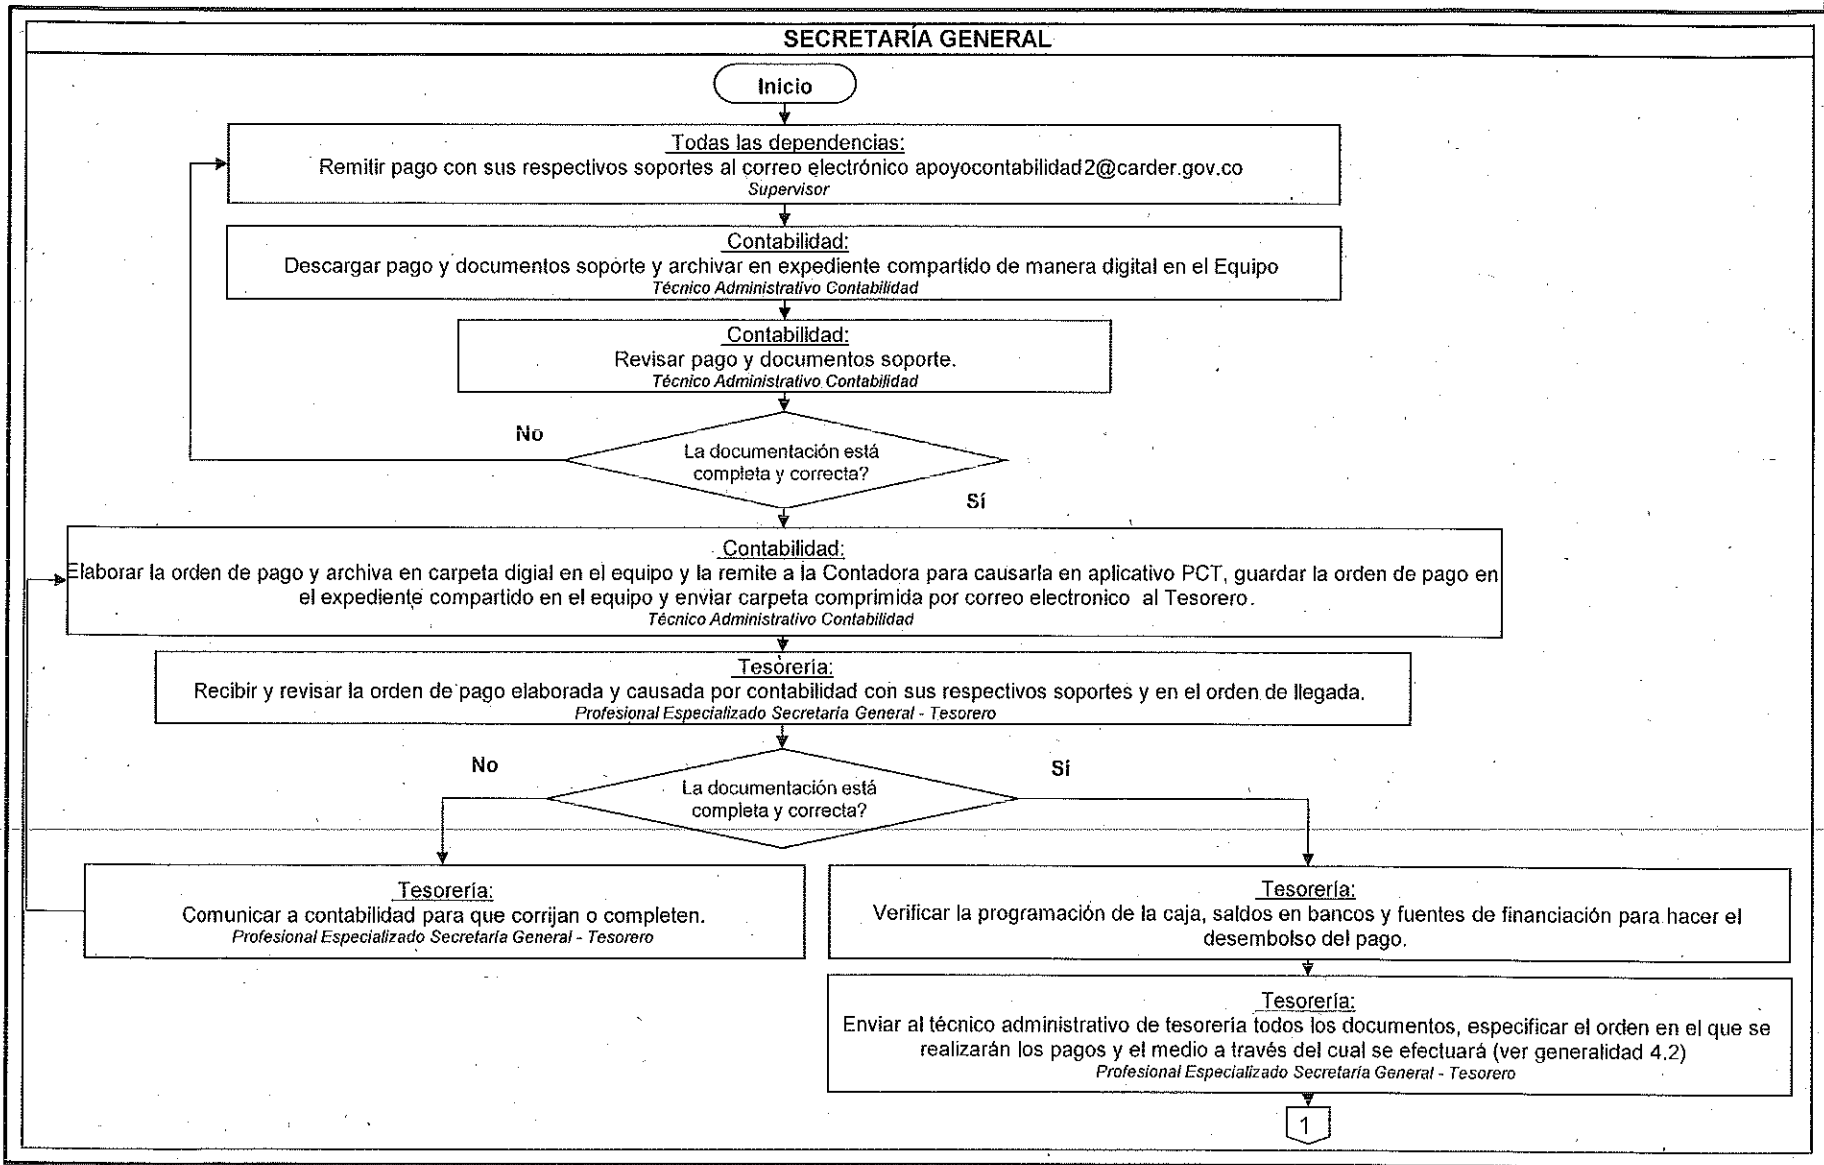 SECRETARÍA GENERAL
Inicio
Todas las dependencias:
Remitir pago con sus respectivos soportes al correo electrónico apoyocontabilidad2@carder.gov.co
Supervisor
Contabilidad:
Descargar pago y documentos soporte y archivar en expediente compartido de manera digital en el Equipo
Técnico Administrativo Contabilidad
Contabilidad:
Revisar pago y documentos soporte.
Técnico Administrativo Contabilidad
No
La documentación está
completa y correcta?
Sí
Contabilidad:
Elaborar la orden de pago y archiva en carpeta digial en el equipo y la remite a la Contadora para causarla en aplicativo PCT, guardar la orden de pago en
el expediente compartido en el equipo y enviar carpeta comprimida por correo electronico al Tesorero.
Técnico Administrativo Contabilidad
Tesorería:
Recibir y revisar la orden de pago elaborada y causada por contabilidad con sus respectivos soportes y en el orden de llegada.
Profesional Especializado Secretaría General - Tesorero
No
Sí
La documentación está
completa y correcta?
Tesorería:
Comunicar a contabilidad para que corrijan o completen.
Profesional Especializado Secretaría General - Tesorero
Tesorería:
Verificar la programación de la caja, saldos en bancos y fuentes de financiación para hacer el
desembolso del pago.
Tesorería:
Enviar al técnico administrativo de tesorería todos los documentos, especificar el orden en el que se
realizarán los pagos y el medio a través del cual se efectuará (ver generalidad 4.2)
Profesional Especializado Secretaría General - Tesorero
1